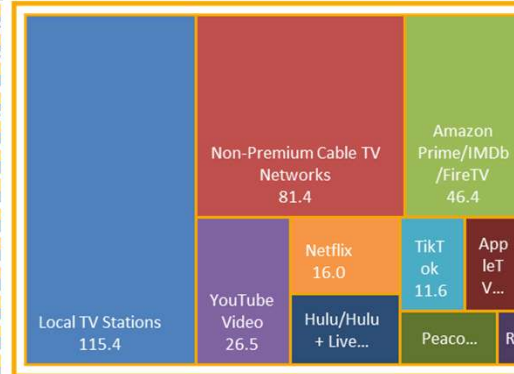 Local TV Stations
115.4
Non-Premium Cable TV
Networks
81.4
Amazon
Prime/IMDb
/FireTV
46.4
YouTube
Video
26.5
Netflix
16.0
Hulu/Hulu
+ Live...
TikT
ok
11.6
App
leT
V...
Peaco...
R